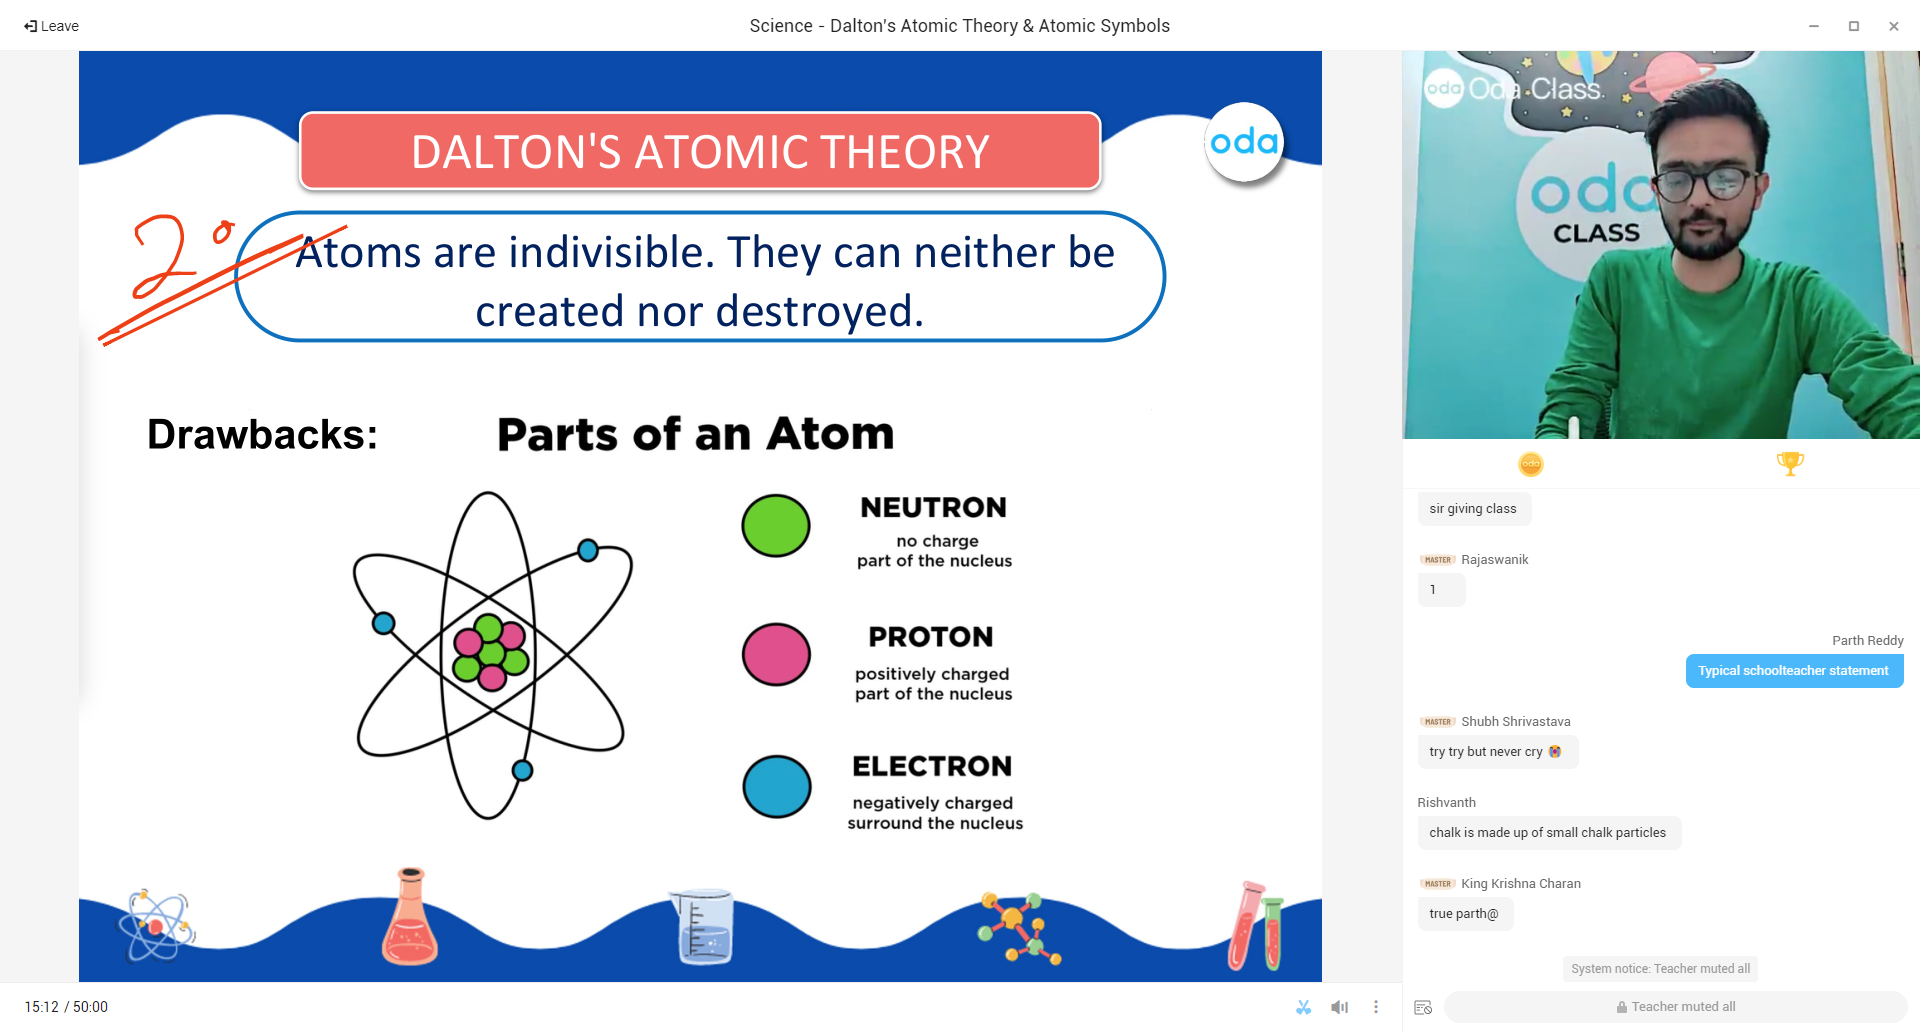 Leave
Science - Dalton's Atomic Theory & Atomic Symbols
DALTON'S ATOMIC THEORY
oda
2°
Atoms are indivisible. They can neither be
created nor destroyed.
Drawbacks:
Parts of an Atom
NEUTRON
no charge
part of the nucleus
PROTON
positively charged
part of the nucleus
ELECTRON
negatively charged
surround the nucleus
15:12 / 50:00
oda Oda Class
oda
CLASS
oda
sir giving class
MASTER Rajaswanik
1
Parth Reddy
Typical schoolteacher statement
MASTER Shubh Shrivastava
try try but never cry
Rishvanth
chalk is made up of small chalk particles
MASTER King Krishna Charan
true parth@
System notice: Teacher muted all
Teacher muted all